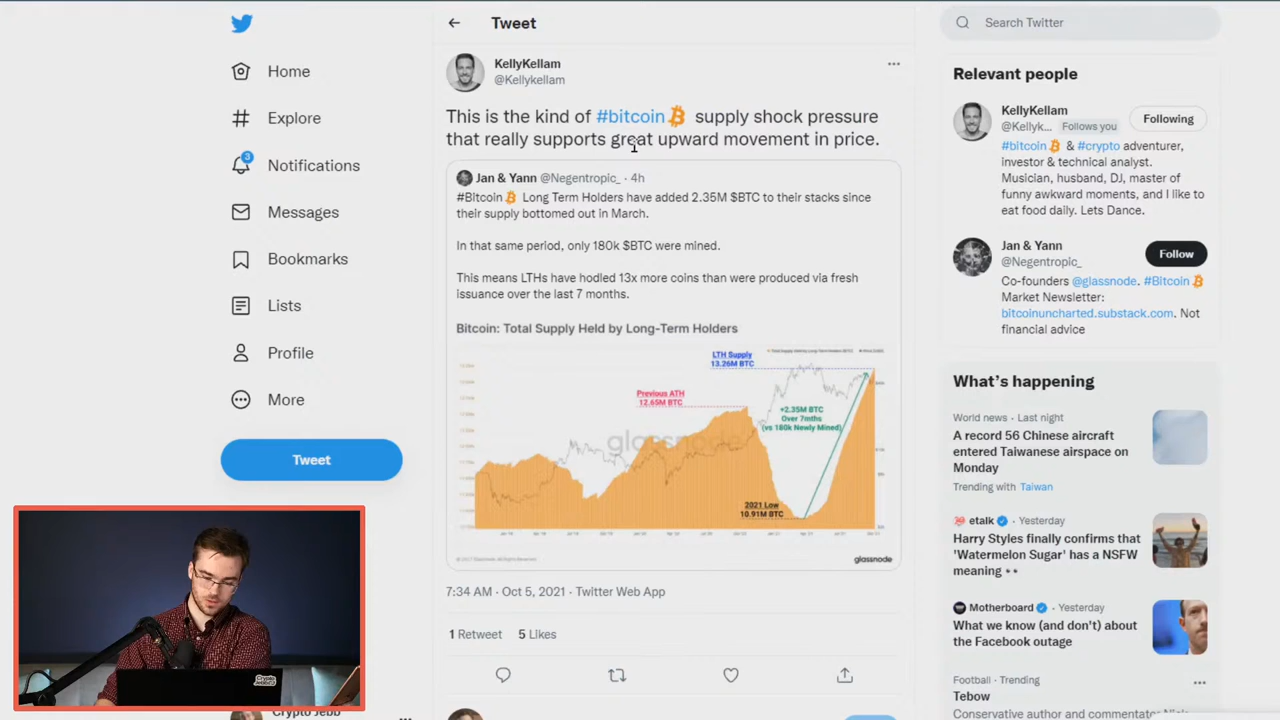 Tweet
Search Twitter
Home
Explore
3
Notifications
Messages
Bookmarks
Lists
Profile
More
Tweet
KellyKellam
@Kellykellam
This is the kind of #bitcoin supply shock pressure
that really supports great upward movement in price.
Jan & Yann @Negentropic_ · 4h
#Bitcoin Long Term Holders have added 2.35M $BTC to their stacks since
their supply bottomed out in March.
In that same period, only 180k $BTC were mined.
This means LTHs have hodled 13x more coins than were produced via fresh
issuance over the last 7 months.
Bitcoin: Total Supply Held by Long-Term Holders
LTH Supply
13.26M BTC
Previous ATH
12.65M BTC
+2.35M BTC
Over 7mths
(vs 180k Newly Mined)
glassnode
2021 Low
10.91M BTC
glassnode
7:34 AM · Oct 5, 2021 · Twitter Web App
1 Retweet 5 Likes
Relevant people
KellyKellam
@Kellyk... Follows you
Following
#bitcoin & #crypto adventurer,
investor & technical analyst.
Musician, husband, DJ, master of
funny awkward moments, and I like to
eat food daily. Lets Dance.
Jan & Yann
@Negentropic_
Follow
Co-founders @glassnode. #Bitcoin
Market Newsletter:
bitcoinuncharted.substack.com. Not
financial advice
What's happening
World news · Last night
A record 56 Chinese aircraft
entered Taiwanese airspace on
Monday
Trending with Taiwan
etalk · Yesterday
Harry Styles finally confirms that
'Watermelon Sugar' has a NSFW
meaning
Motherboard · Yesterday
What we know (and don't) about
the Facebook outage
Football · Trending
Tebow
Conservative author and commentator
Crypto Jebb